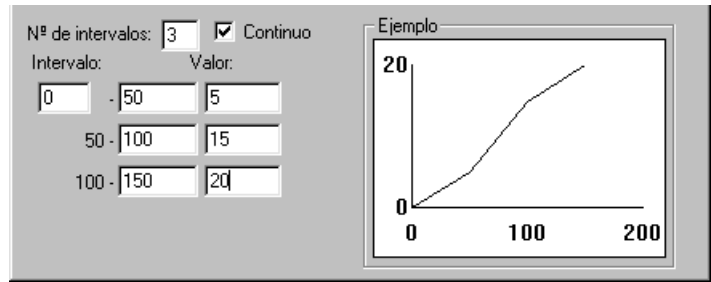 Nº de intervalos: 3 Continuo
Intervalo: Valor:
0 - 50 5
50 - 100 15
100 - 150 20
Ejemplo
20
0
0 100 200